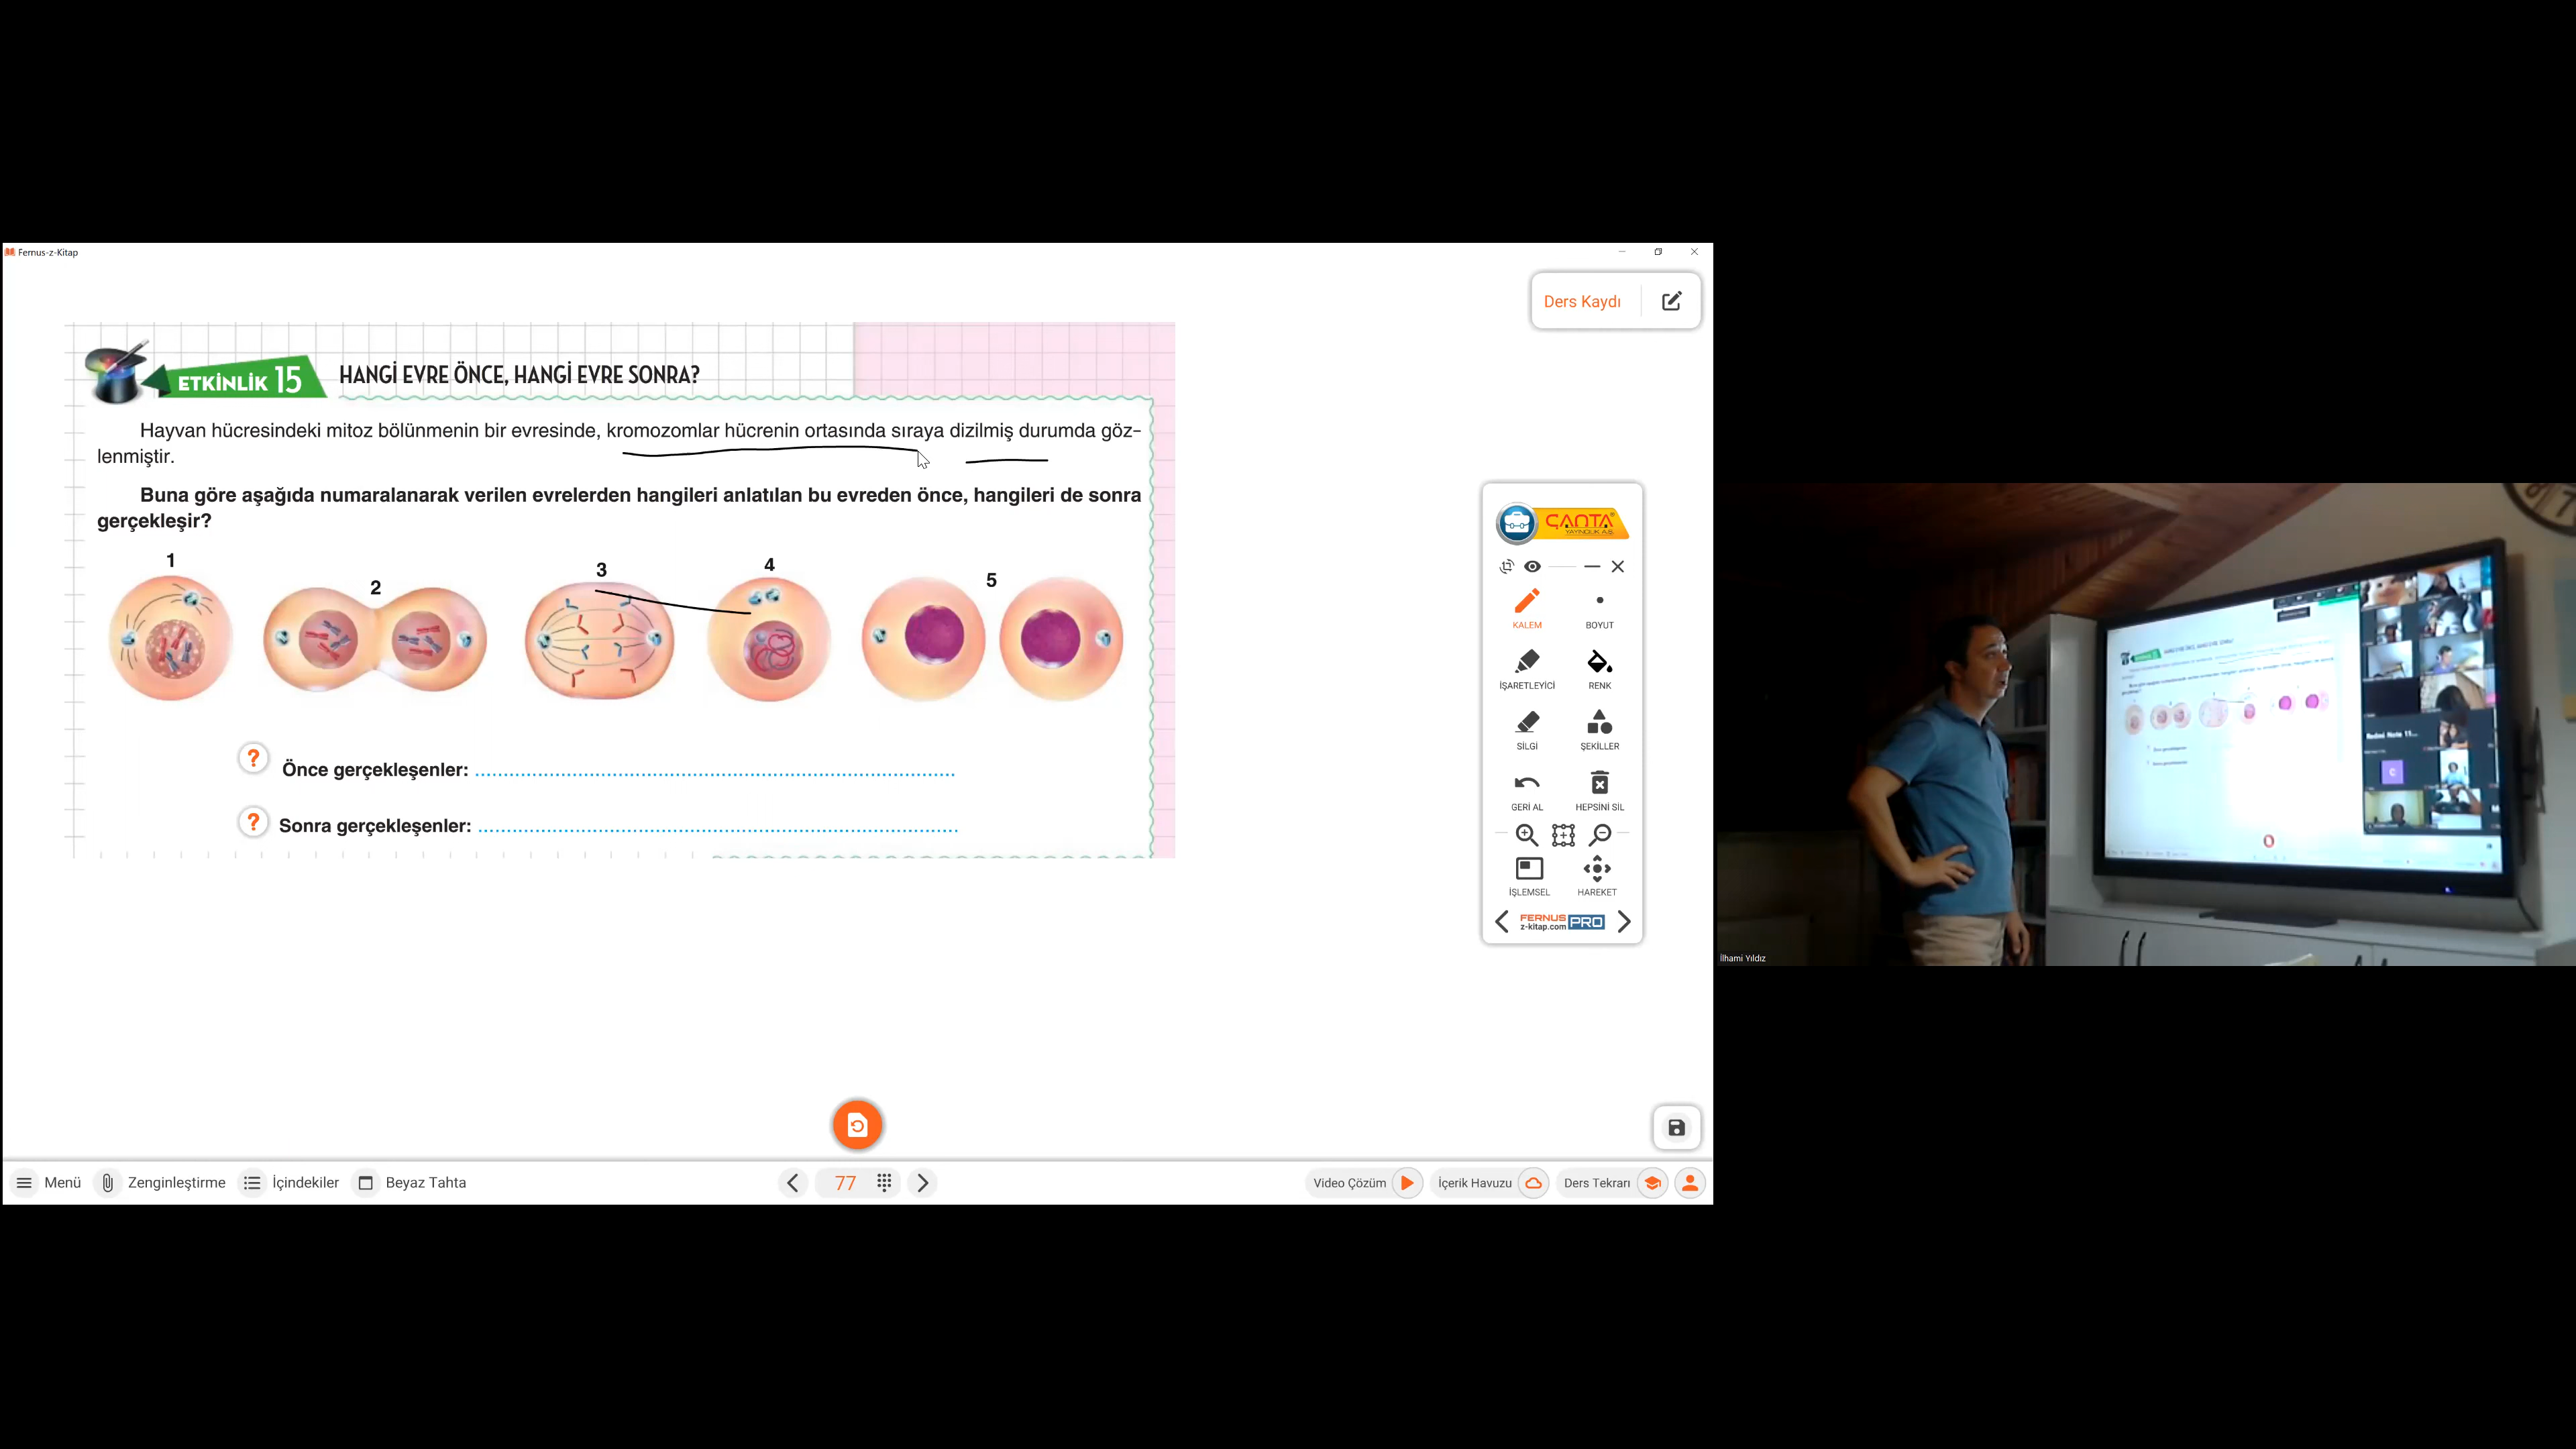 Fernus-z-Kitap
Ders Kaydı
ETKİNLİK 15
HANGİ EVRE ÖNCE, HANGİ EVRE SONRA?
Hayvan hücresindeki mitoz bölünmenin bir evresinde, kromozomlar hücrenin ortasında sıraya dizilmiş durumda göz-
lenmiştir.
Buna göre aşağıda numaralanarak verilen evrelerden hangileri anlatılan bu evreden önce, hangileri de sonra
gerçekleşir?
1
2
3
4
5
? Önce gerçekleşenler: ........................................................
? Sonra gerçekleşenler: ........................................................
ÇANTA
YAYINCILIK A.Ş.
KALEM BOYUT
İŞARETLEYİCİ RENK
SİLGİ ŞEKİLLER
GERİ AL HEPSİNİ SİL
İŞLEMSEL HAREKET
FERNUS PRO
z-kitap.com
İlhami Yıldız
Redmi Note 11...
C
Menü Zenginleştirme İçindekiler Beyaz Tahta 77 Video Çözüm İçerik Havuzu Ders Tekrarı